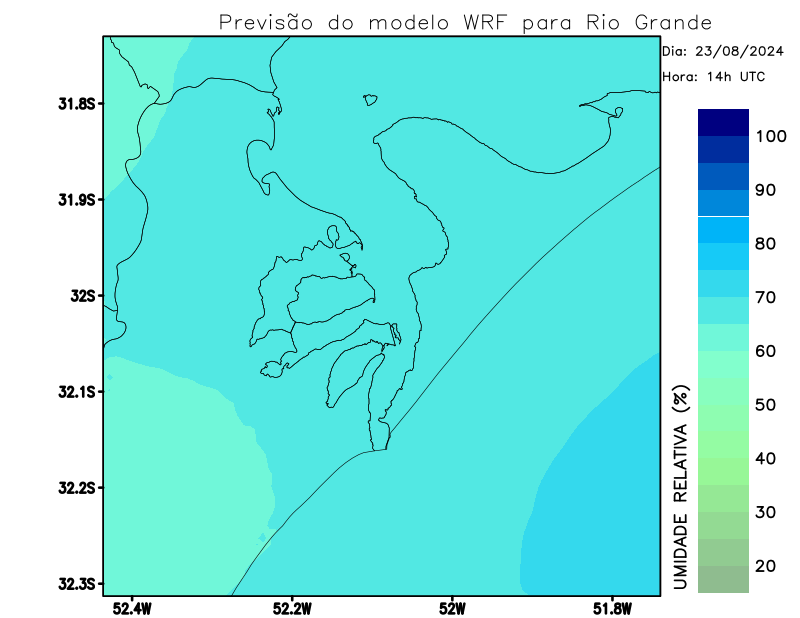 Previsão do modelo WRF para Rio Grande
Dia: 23/08/2024
Hora: 14h UTC
31.8S
31.9S
32S
32.1S
32.2S
32.3S
52.4W
52.2W
52W
51.8W
100
90
80
70
60
50
40
30
20
UMIDADE RELATIVA (%)